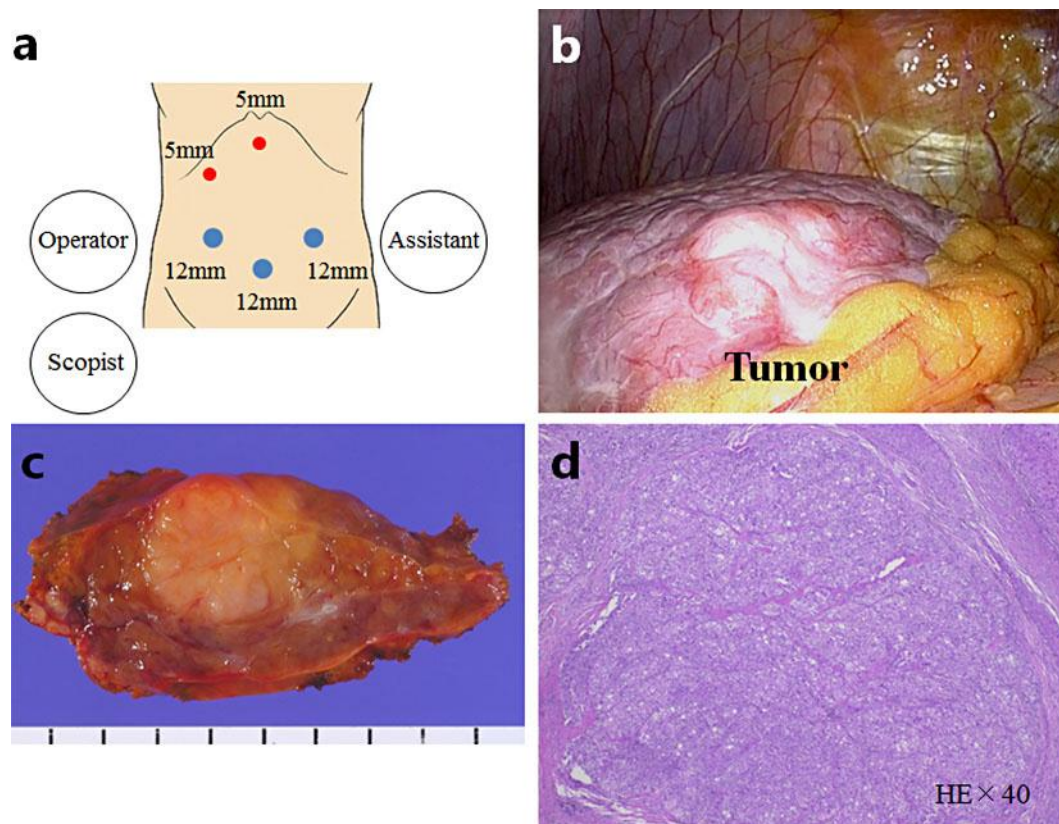 a
5mm
5mm
Operator
Assistant
12mm
12mm
12mm
Scopist
b
Tumor
c
d
HE×40